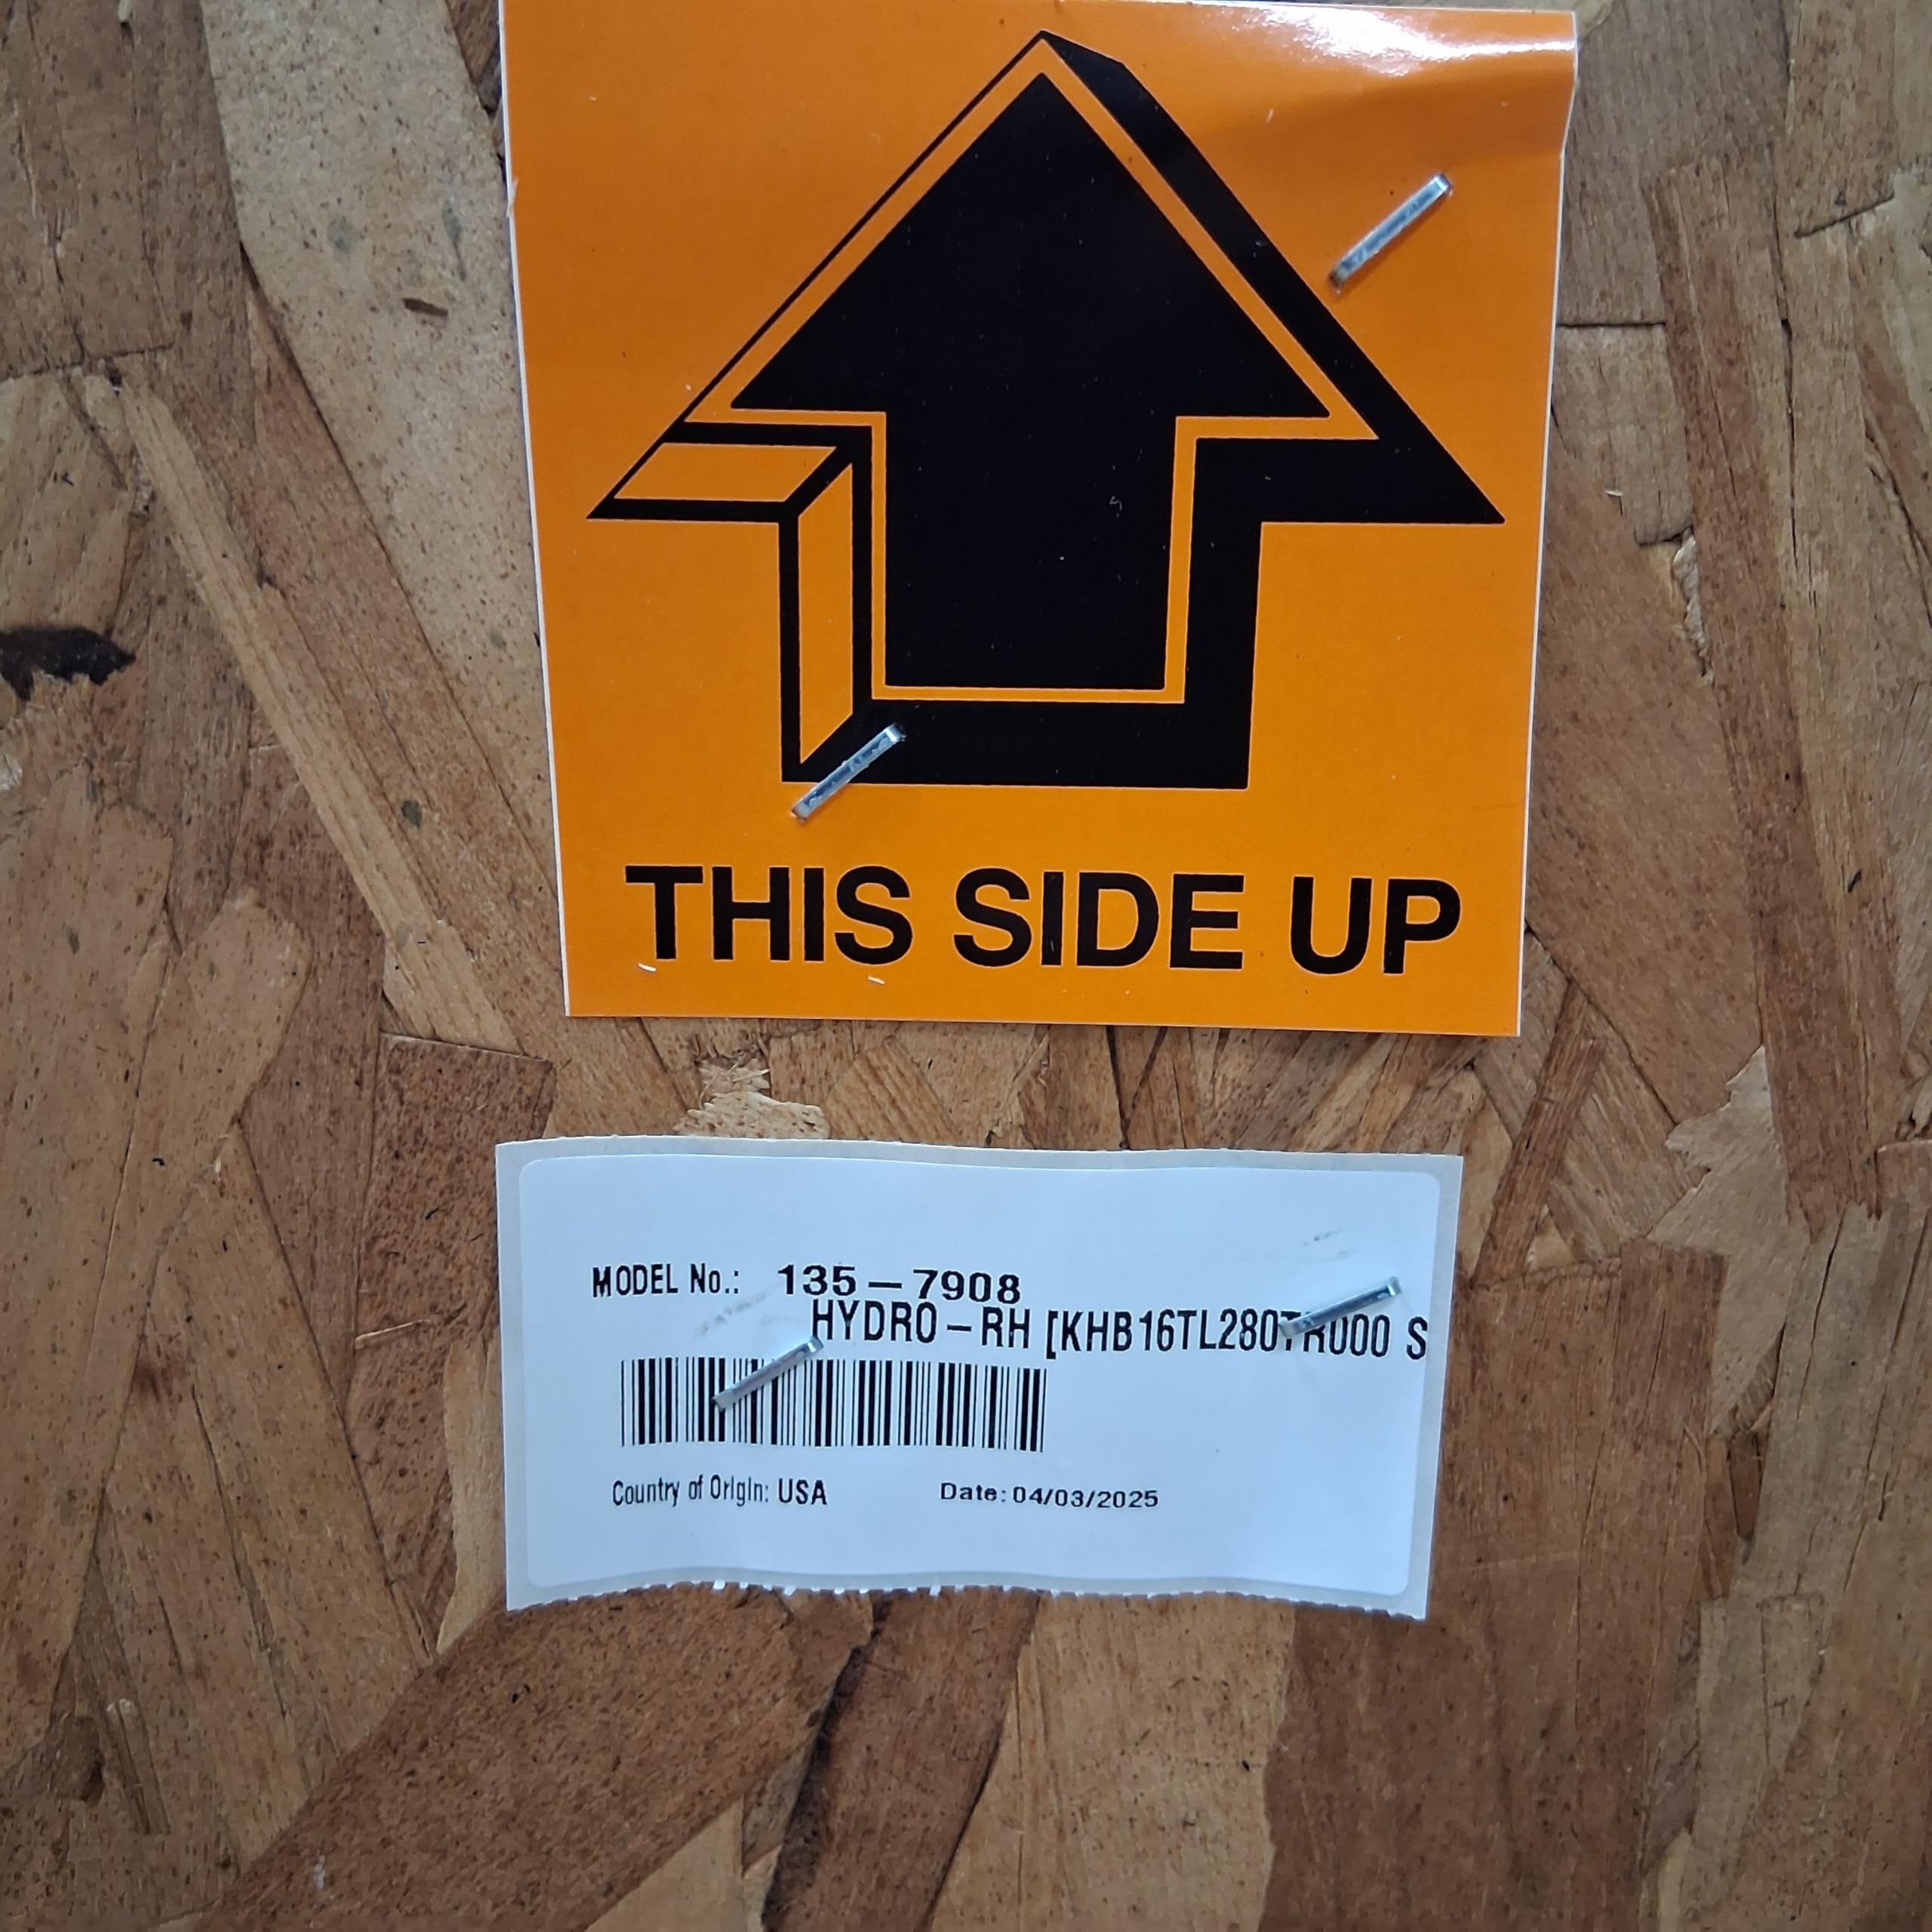 THIS SIDE UP
MODEL No.: 135-7908
HYDRO-RH [KHB16TL280TR000 S
Country of Origin: USA Date: 04/03/2025